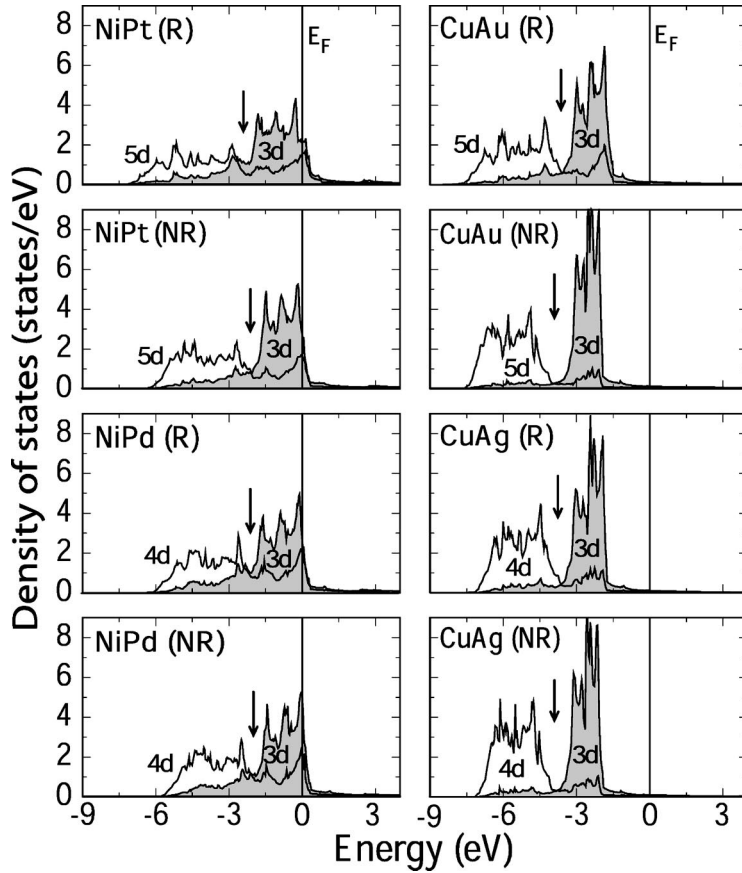 Density of states (states/eV)
NiPt (R)
E_F
5d
3d
8
6
4
2
0
CuAu (R)
E_F
5d
3d
NiPt (NR)
5d
3d
8
6
4
2
0
CuAu (NR)
5d
3d
NiPd (R)
4d
3d
8
6
4
2
0
CuAg (R)
4d
3d
NiPd (NR)
4d
3d
8
6
4
2
0
CuAg (NR)
4d
3d
-9 -6 -3 0 3
-9 -6 -3 0 3
Energy (eV)